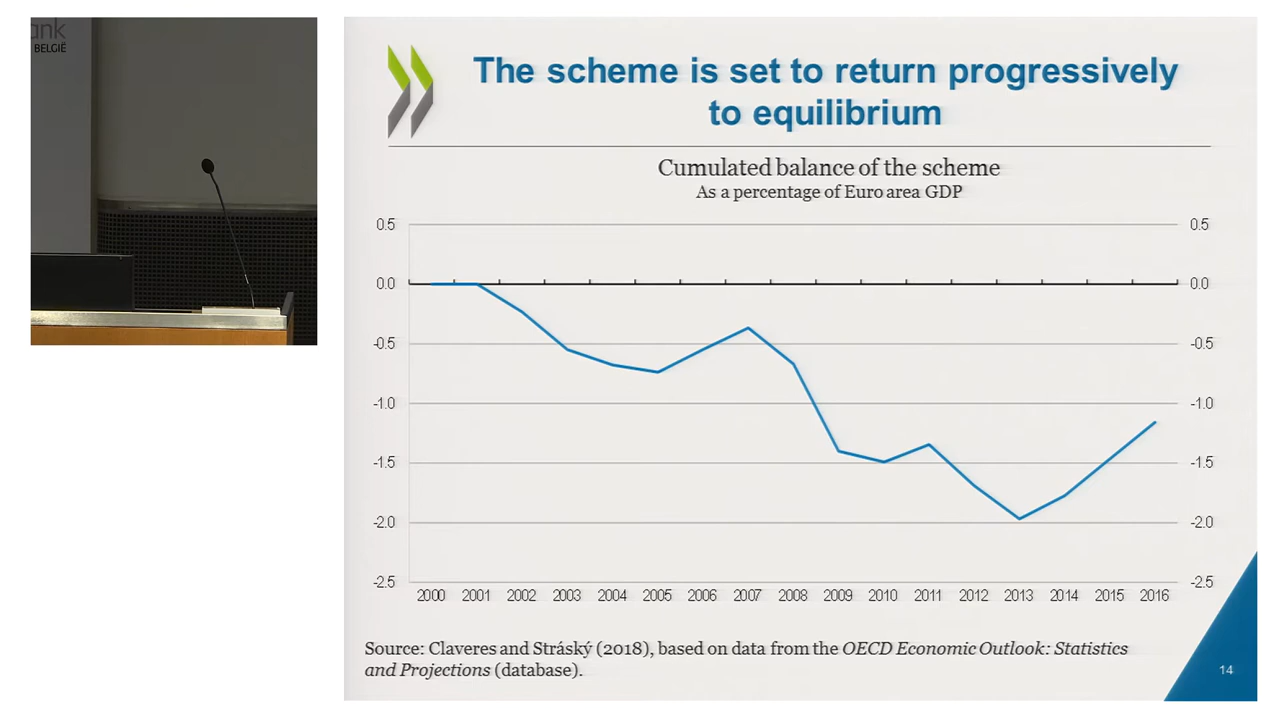 ank
BELGIË
The scheme is set to return progressively
to equilibrium
Cumulated balance of the scheme
As a percentage of Euro area GDP
0.5 0.5
0.0 0.0
-0.5 -0.5
-1.0 -1.0
-1.5 -1.5
-2.0 -2.0
-2.5 -2.5
2000 2001 2002 2003 2004 2005 2006 2007 2008 2009 2010 2011 2012 2013 2014 2015 2016
Source: Claveres and Stráský (2018), based on data from the OECD Economic Outlook: Statistics
and Projections (database).
14